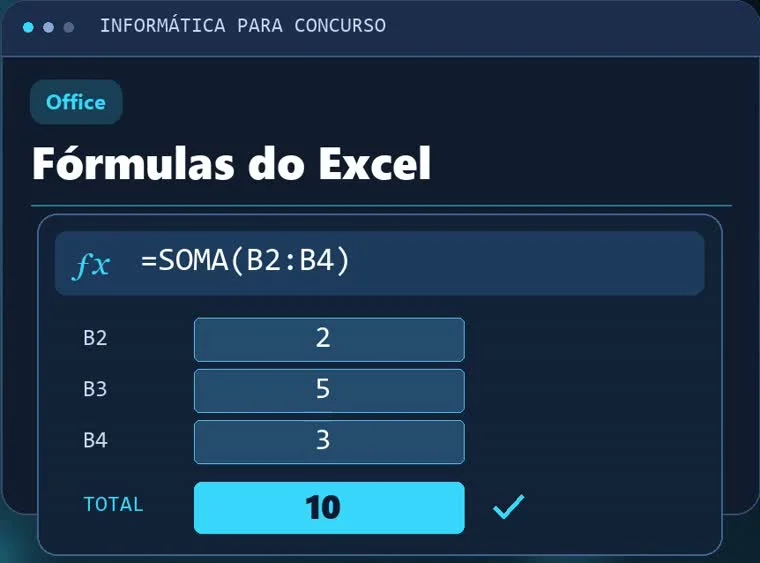 INFORMÁTICA PARA CONCURSO
Office
Fórmulas do Excel
fx =SOMA(B2:B4)
B2 2
B3 5
B4 3
TOTAL 10